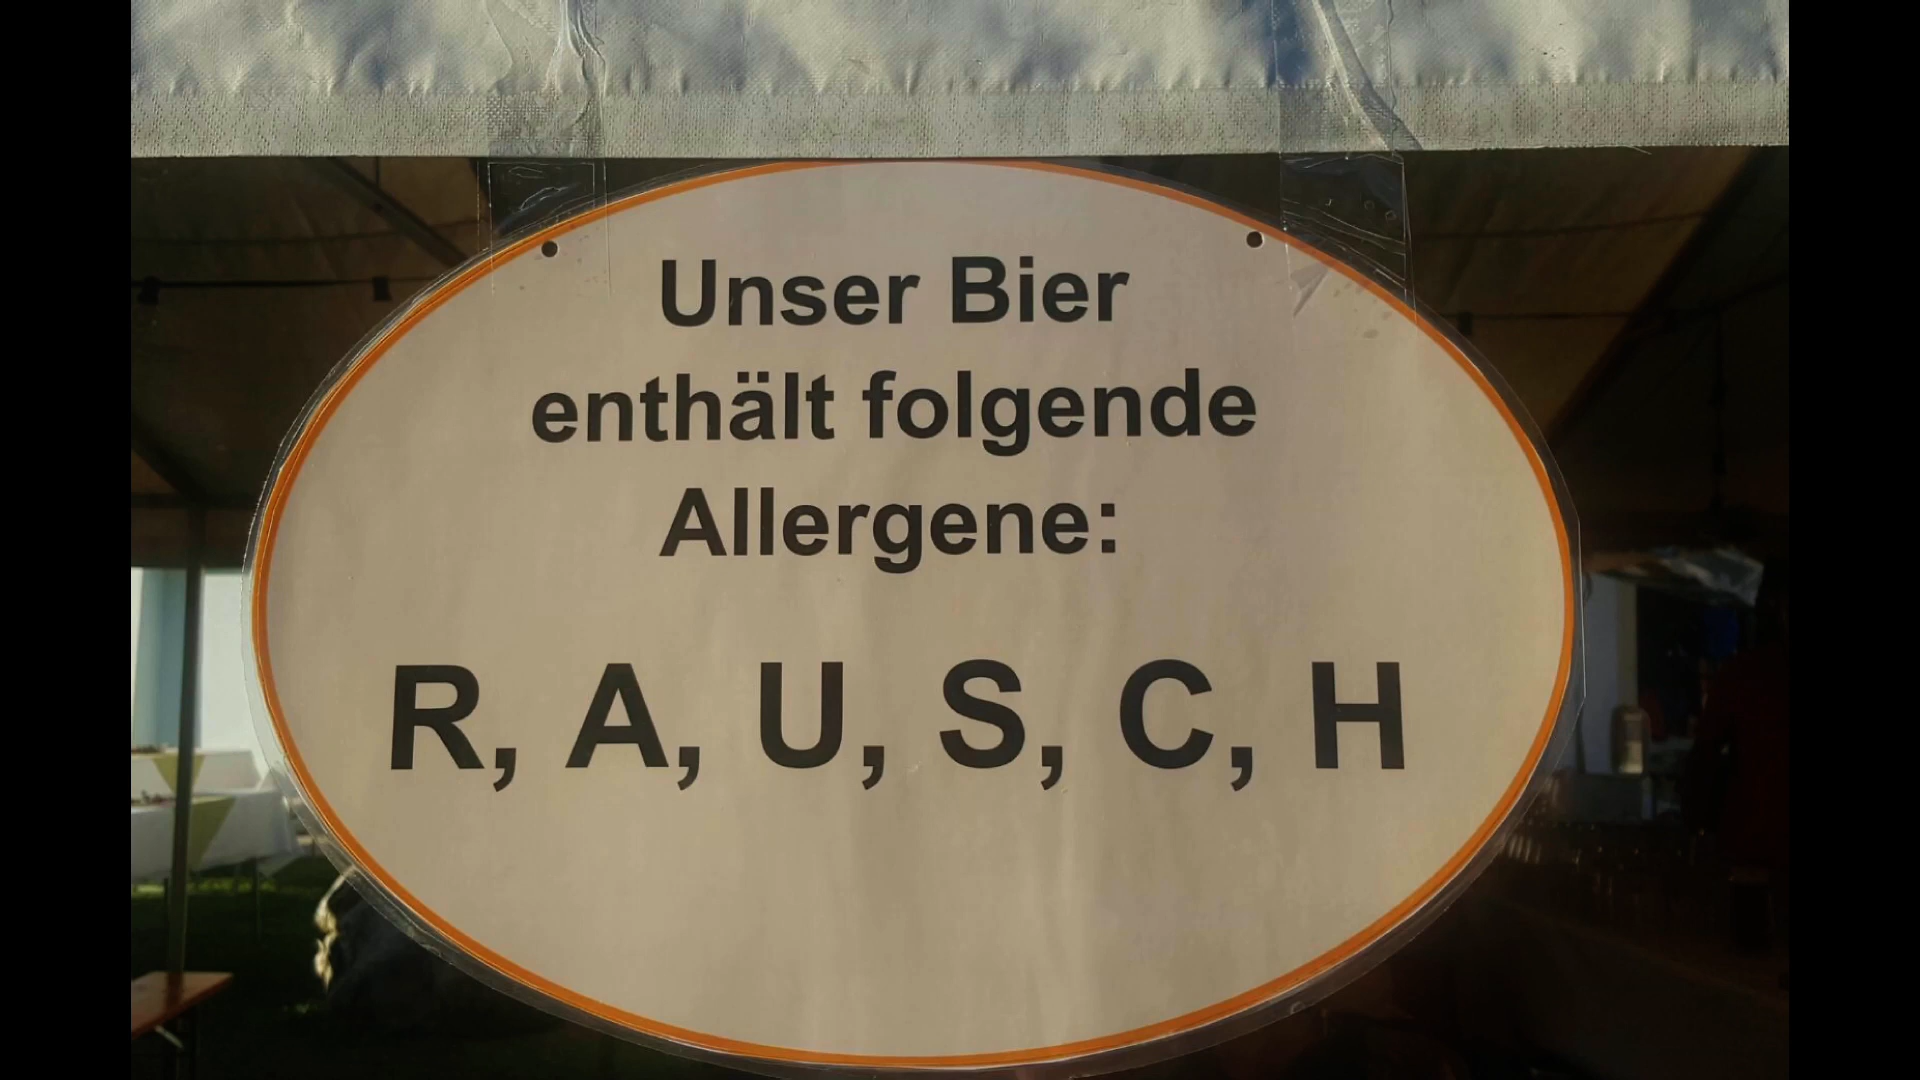 Unser Bier
enthält folgende
Allergene:
R, A, U, S, C, H